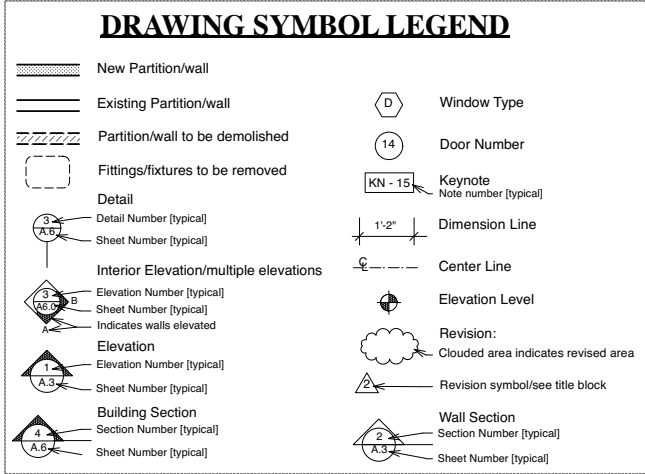 DRAWING SYMBOL LEGEND
New Partition/wall
Existing Partition/wall
Partition/wall to be demolished
Fittings/fixtures to be removed
Detail
3
Detail Number [typical]
A.6
Sheet Number [typical]
Interior Elevation/multiple elevations
3
Elevation Number [typical]
B
A6.0
Sheet Number [typical]
Indicates walls elevated
A
Elevation
1
Elevation Number [typical]
A.3
Sheet Number [typical]
Building Section
4
Section Number [typical]
A.6
Sheet Number [typical]
D
Window Type
14
Door Number
KN - 15
Keynote
Note number [typical]
1'-2"
Dimension Line
℄
Center Line
Elevation Level
Revision:
Clouded area indicates revised area
2
Revision symbol/see title block
Wall Section
2
Section Number [typical]
A.3
Sheet Number [typical]